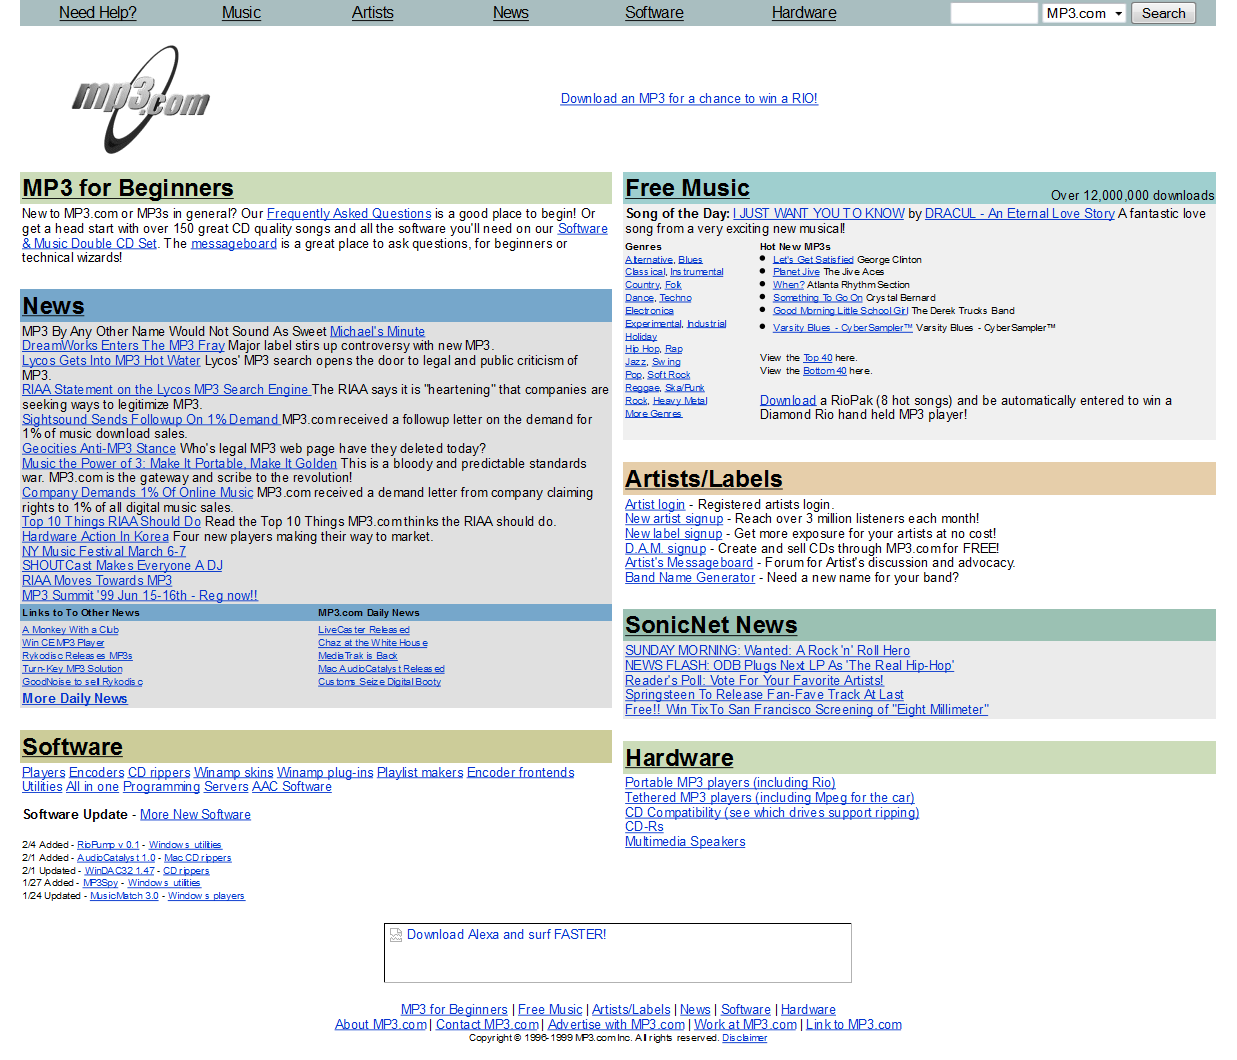 Need Help? Music Artists News Software Hardware MP3.com Search
mp3.com
Download an MP3 for a chance to win a RIO!
MP3 for Beginners
New to MP3.com or MP3s in general? Our Frequently Asked Questions is a good place to begin! Or
get a head start with over 150 great CD quality songs and all the software you'll need on our Software
& Music Double CD Set. The messageboard is a great place to ask questions, for beginners or
technical wizards!
News
MP3 By Any Other Name Would Not Sound As Sweet Michael's Minute
DreamWorks Enters The MP3 Fray Major label stirs up controversy with new MP3.
Lycos Gets Into MP3 Hot Water Lycos' MP3 search opens the door to legal and public criticism of
MP3.
RIAA Statement on the Lycos MP3 Search Engine The RIAA says it is "heartening" that companies are
seeking ways to legitimize MP3.
Sightsound Sends Followup On 1% Demand MP3.com received a followup letter on the demand for
1% of music download sales.
Geocities Anti-MP3 Stance Who's legal MP3 web page have they deleted today?
Music the Power of 3: Make It Portable, Make It Golden This is a bloody and predictable standards
war. MP3.com is the gateway and scribe to the revolution!
Company Demands 1% Of Online Music MP3.com received a demand letter from company claiming
rights to 1% of all digital music sales.
Top 10 Things RIAA Should Do Read the Top 10 Things MP3.com thinks the RIAA should do.
Hardware Action In Korea Four new players making their way to market.
NY Music Festival March 6-7
SHOUTCast Makes Everyone A DJ
RIAA Moves Towards MP3
MP3 Summit '99 Jun 15-16th - Reg now!!
Links to To Other News
A Monkey With a Club
Win CE MP3 Player
Rykodisc Releases MP3s
Turn-Key MP3 Solution
GoodNoise to sell Rykodisc
More Daily News
MP3.com Daily News
LiveCaster Released
Chaz at the White House
MediaTrak is Back
Mac AudioCatalyst Released
Customs Seize Digital Booty
Software
Players Encoders CD rippers Winamp skins Winamp plug-ins Playlist makers Encoder frontends
Utilities All in one Programming Servers AAC Software
Software Update - More New Software
2/4 Added - RioPump v 0.1 - Windows utilities
2/1 Added - AudioCatalyst 1.0 - Mac CD rippers
2/1 Updated - WinDAC32 1.47 - CD rippers
1/27 Added - MP3Spy - Windows utilities
1/24 Updated - MusicMatch 3.0 - Windows players
Free Music Over 12,000,000 downloads
Song of the Day: I JUST WANT YOU TO KNOW by DRACUL - An Eternal Love Story A fantastic love
song from a very exciting new musical!
Genres
Alternative, Blues
Classical, Instrumental
Country, Folk
Dance, Techno
Electronica
Experimental, Industrial
Holiday
Hip Hop, Rap
Jazz, Swing
Pop, Soft Rock
Reggae, Ska/Punk
Rock, Heavy Metal
More Genres
Hot New MP3s
Let's Get Satisfied George Clinton
Planet Jive The Jive Aces
When? Atlanta Rhythm Section
Something To Go On Crystal Bernard
Good Morning Little School Girl The Derek Trucks Band
Varsity Blues - CyberSampler™ Varsity Blues - CyberSampler™
View the Top 40 here.
View the Bottom 40 here.
Download a RioPak (8 hot songs) and be automatically entered to win a
Diamond Rio hand held MP3 player!
Artists/Labels
Artist login - Registered artists login.
New artist signup - Reach over 3 million listeners each month!
New label signup - Get more exposure for your artists at no cost!
D.A.M. signup - Create and sell CDs through MP3.com for FREE!
Artist's Messageboard - Forum for Artist's discussion and advocacy.
Band Name Generator - Need a new name for your band?
SonicNet News
SUNDAY MORNING: Wanted: A Rock 'n' Roll Hero
NEWS FLASH: ODB Plugs Next LP As 'The Real Hip-Hop'
Reader's Poll: Vote For Your Favorite Artists!
Springsteen To Release Fan-Fave Track At Last
Free!! Win Tix To San Francisco Screening of "Eight Millimeter"
Hardware
Portable MP3 players (including Rio)
Tethered MP3 players (including Mpeg for the car)
CD Compatibility (see which drives support ripping)
CD-Rs
Multimedia Speakers
Download Alexa and surf FASTER!
MP3 for Beginners | Free Music | Artists/Labels | News | Software | Hardware
About MP3.com | Contact MP3.com | Advertise with MP3.com | Work at MP3.com | Link to MP3.com
Copyright © 1996-1999 MP3.com Inc. All rights reserved. Disclaimer